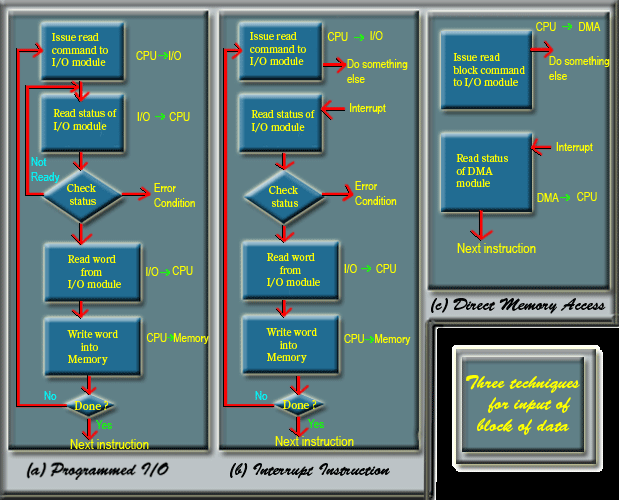 Issue read
command to
I/O module
CPU→I/O
Read status of
I/O module
I/O → CPU
Not
Ready
Check
status
Error
Condition
Read word
from
I/O module
I/O→CPU
Write word
into
Memory
CPU→Memory
No
Done ?
Yes
Next instruction
(a) Programmed I/O
Issue read
command to
I/O module
CPU → I/O
Do something
else
Read status of
I/O module
Interrupt
Check
status
Error
Condition
Read word
from
I/O module
I/O → CPU
Write word
into
Memory
CPU→Memory
No
Done ?
Yes
Next instruction
(b) Interrupt Instruction
CPU → DMA
Issue read
block command
to I/O module
Do something
else
Read status
of DMA
module
Interrupt
DMA→ CPU
Next instruction
(c) Direct Memory Access
Three techniques
for input of
block of data